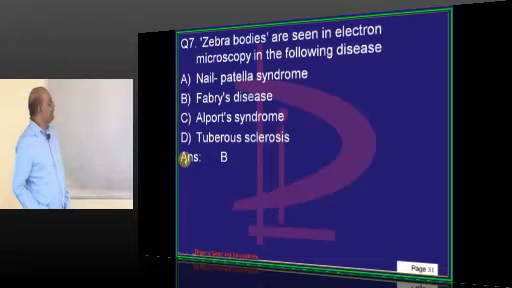 Q7. 'Zebra bodies' are seen in electron
microscopy in the following disease
A) Nail- patella syndrome
B) Fabry's disease
C) Alport's syndrome
D) Tuberous sclerosis
Ans: B
Page 31